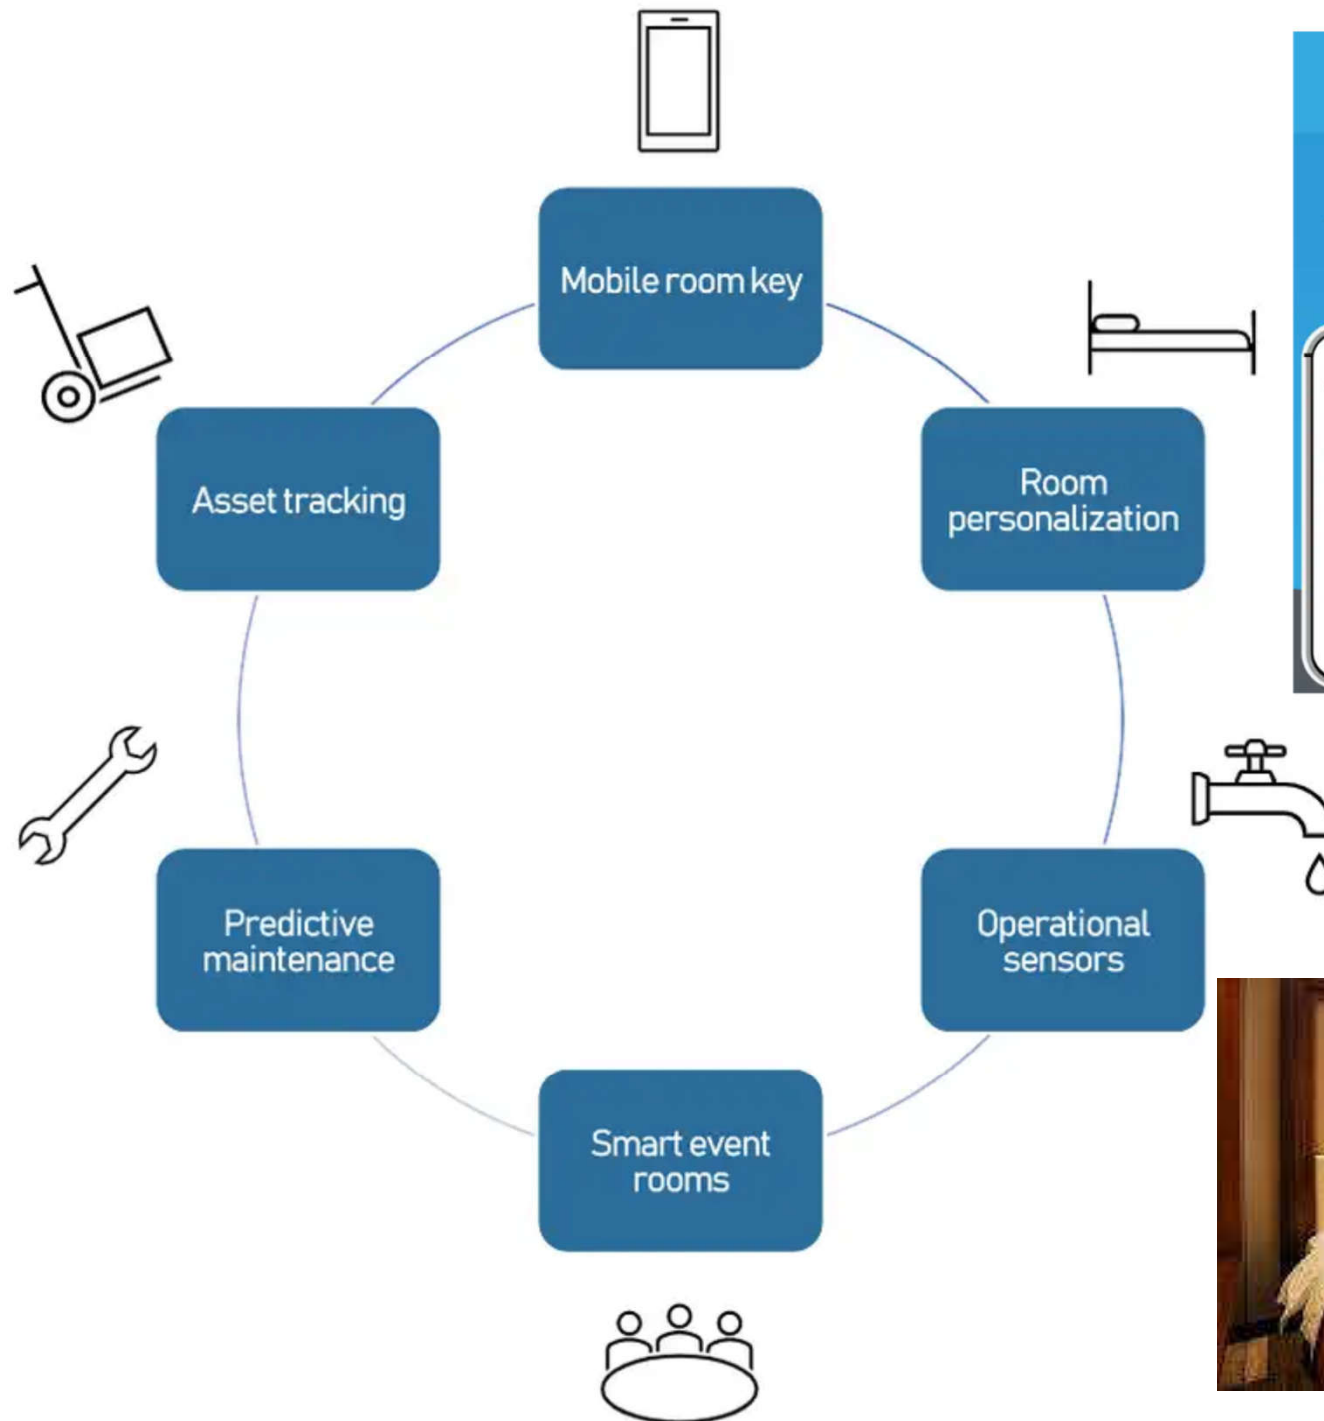 Mobile room key
Room
personalization
Operational
sensors
Smart event
rooms
Predictive
maintenance
Asset tracking